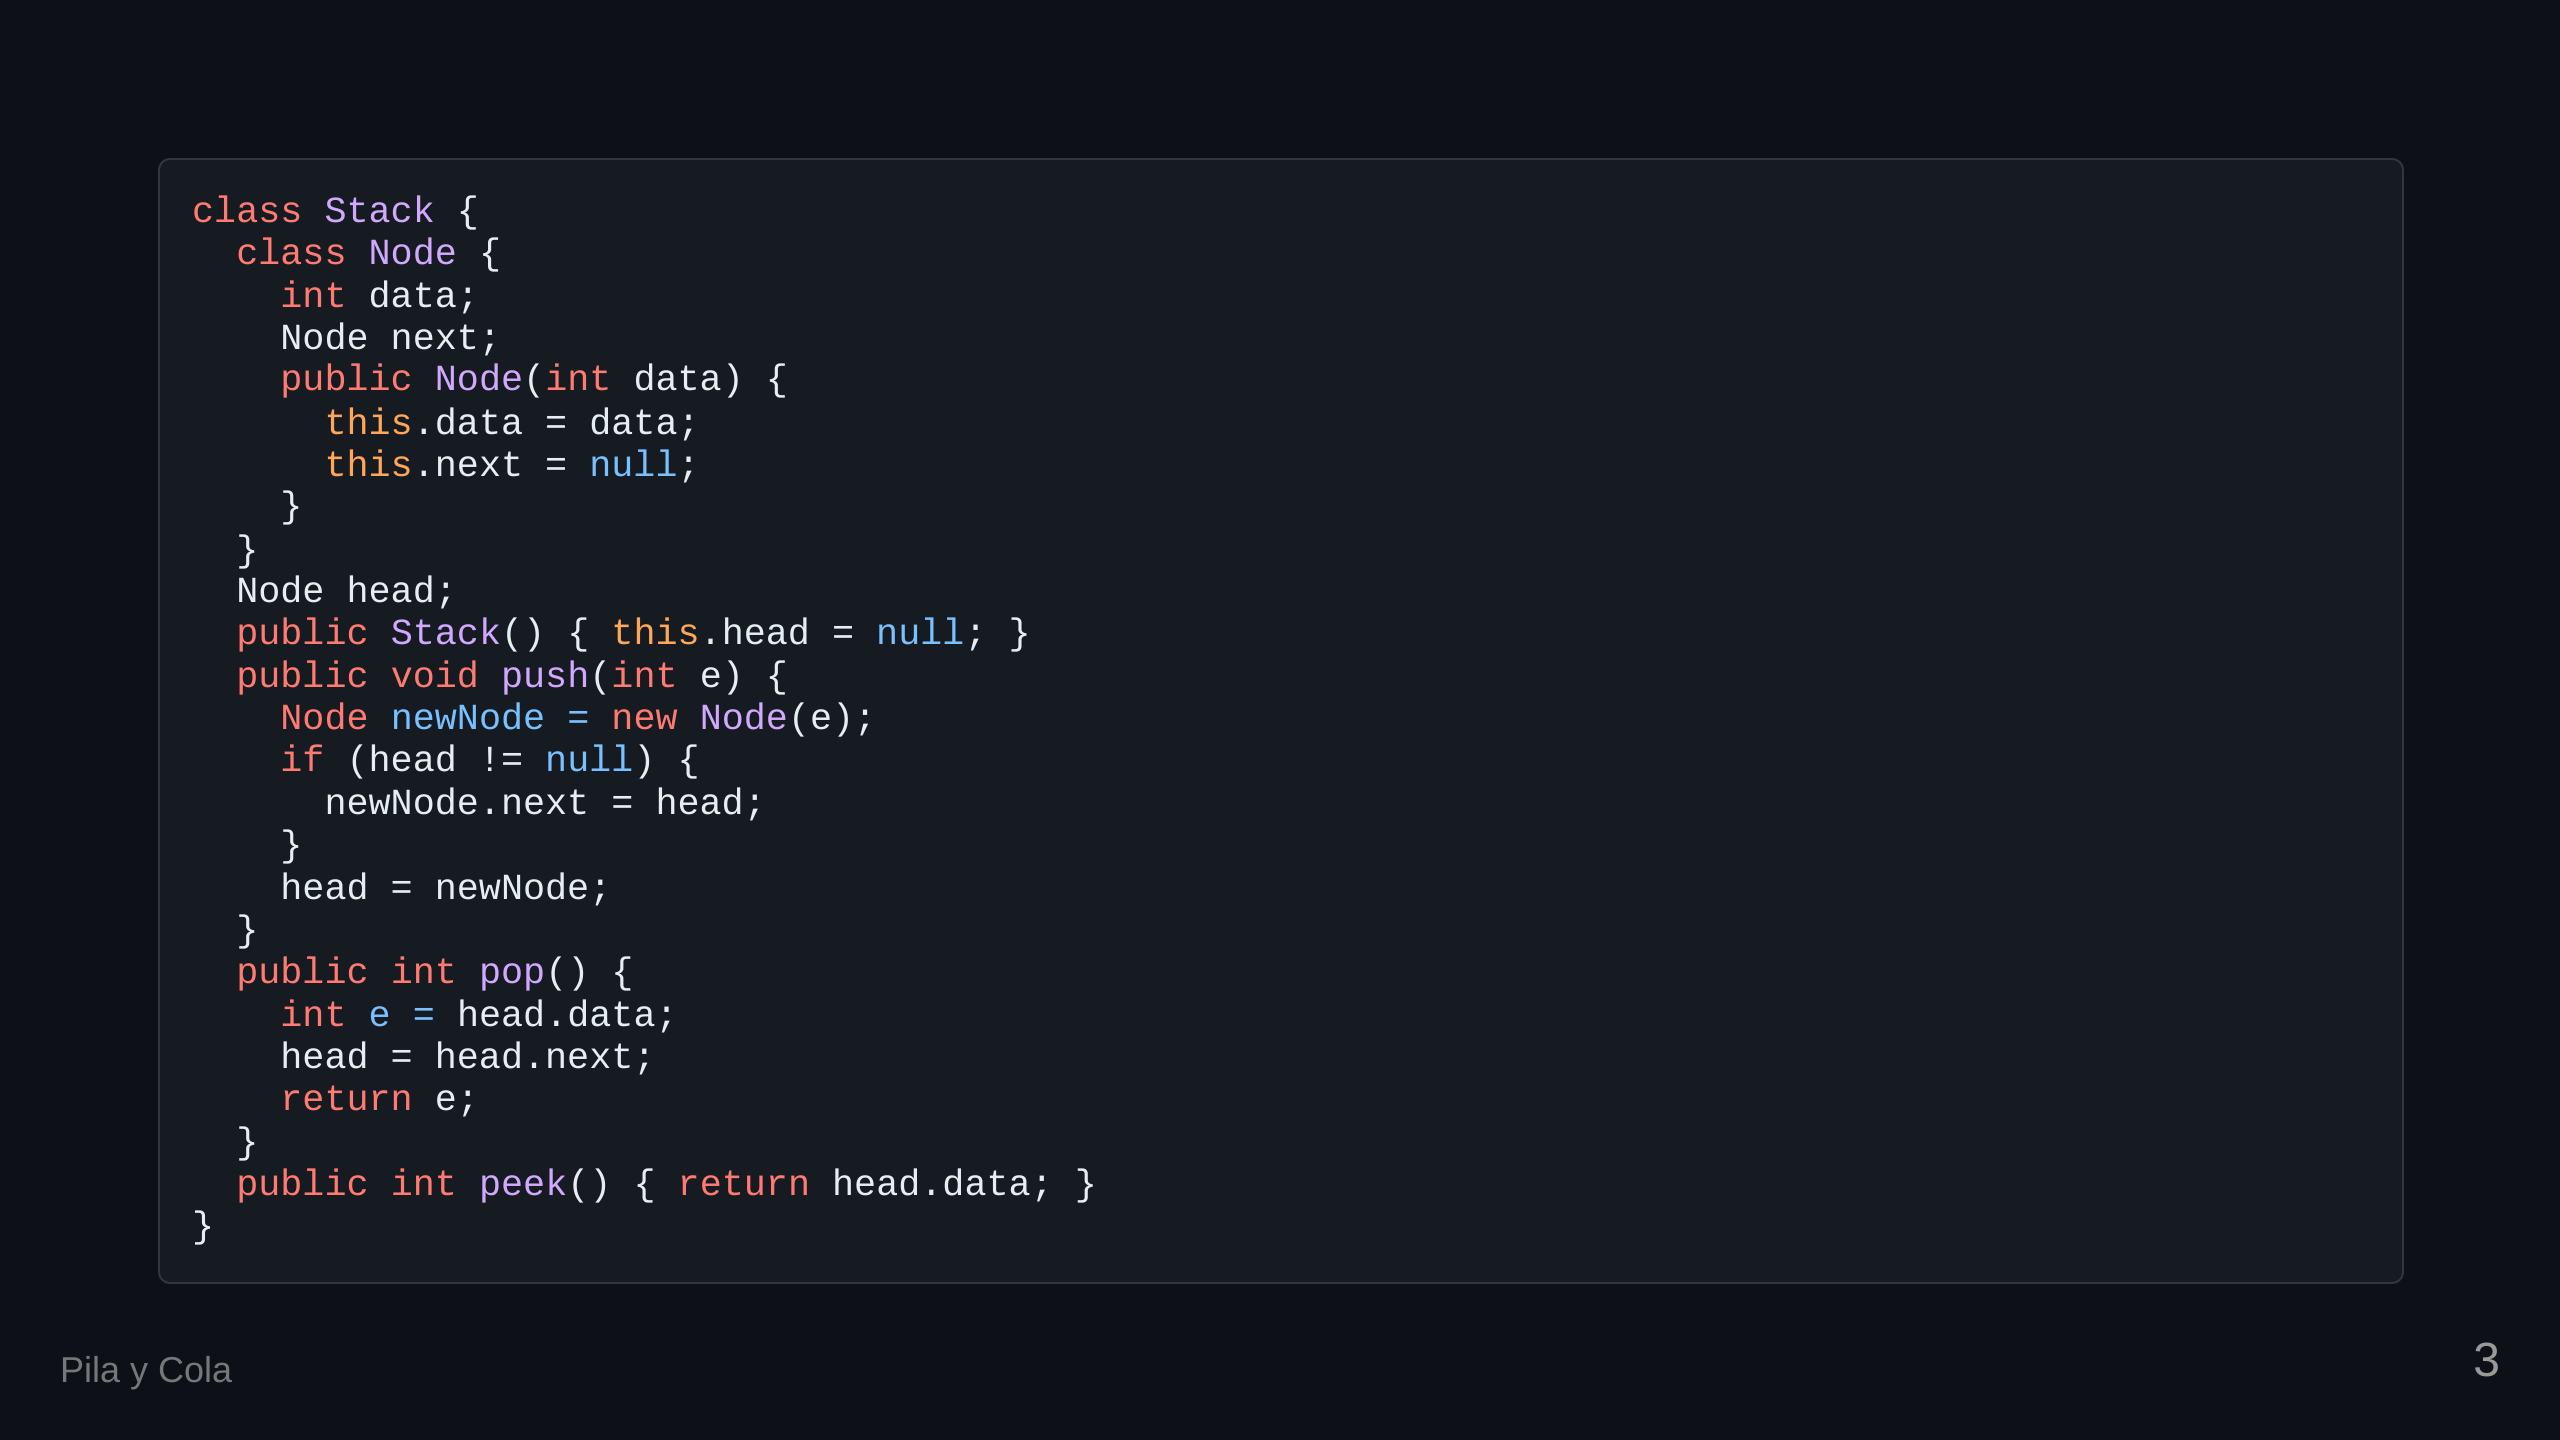 class Stack {
  class Node {
    int data;
    Node next;
    public Node(int data) {
      this.data = data;
      this.next = null;
    }
  }
  Node head;
  public Stack() { this.head = null; }
  public void push(int e) {
    Node newNode = new Node(e);
    if (head != null) {
      newNode.next = head;
    }
    head = newNode;
  }
  public int pop() {
    int e = head.data;
    head = head.next;
    return e;
  }
  public int peek() { return head.data; }
}
Pila y Cola
3